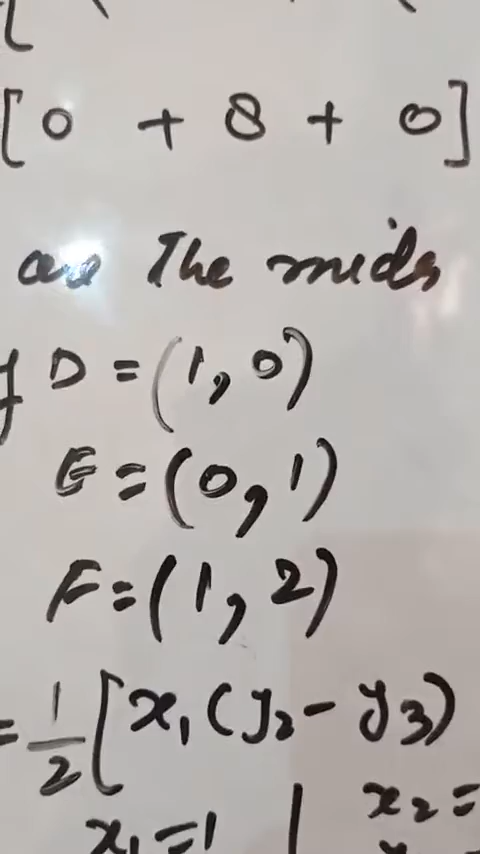 [0 + 8 + 0]
are The mids
f D = (1, 0)
E = (0, 1)
F = (1, 2)
= 1/2 [x₁(y₂ - y₃)
x₁ = 1 | x₂ =